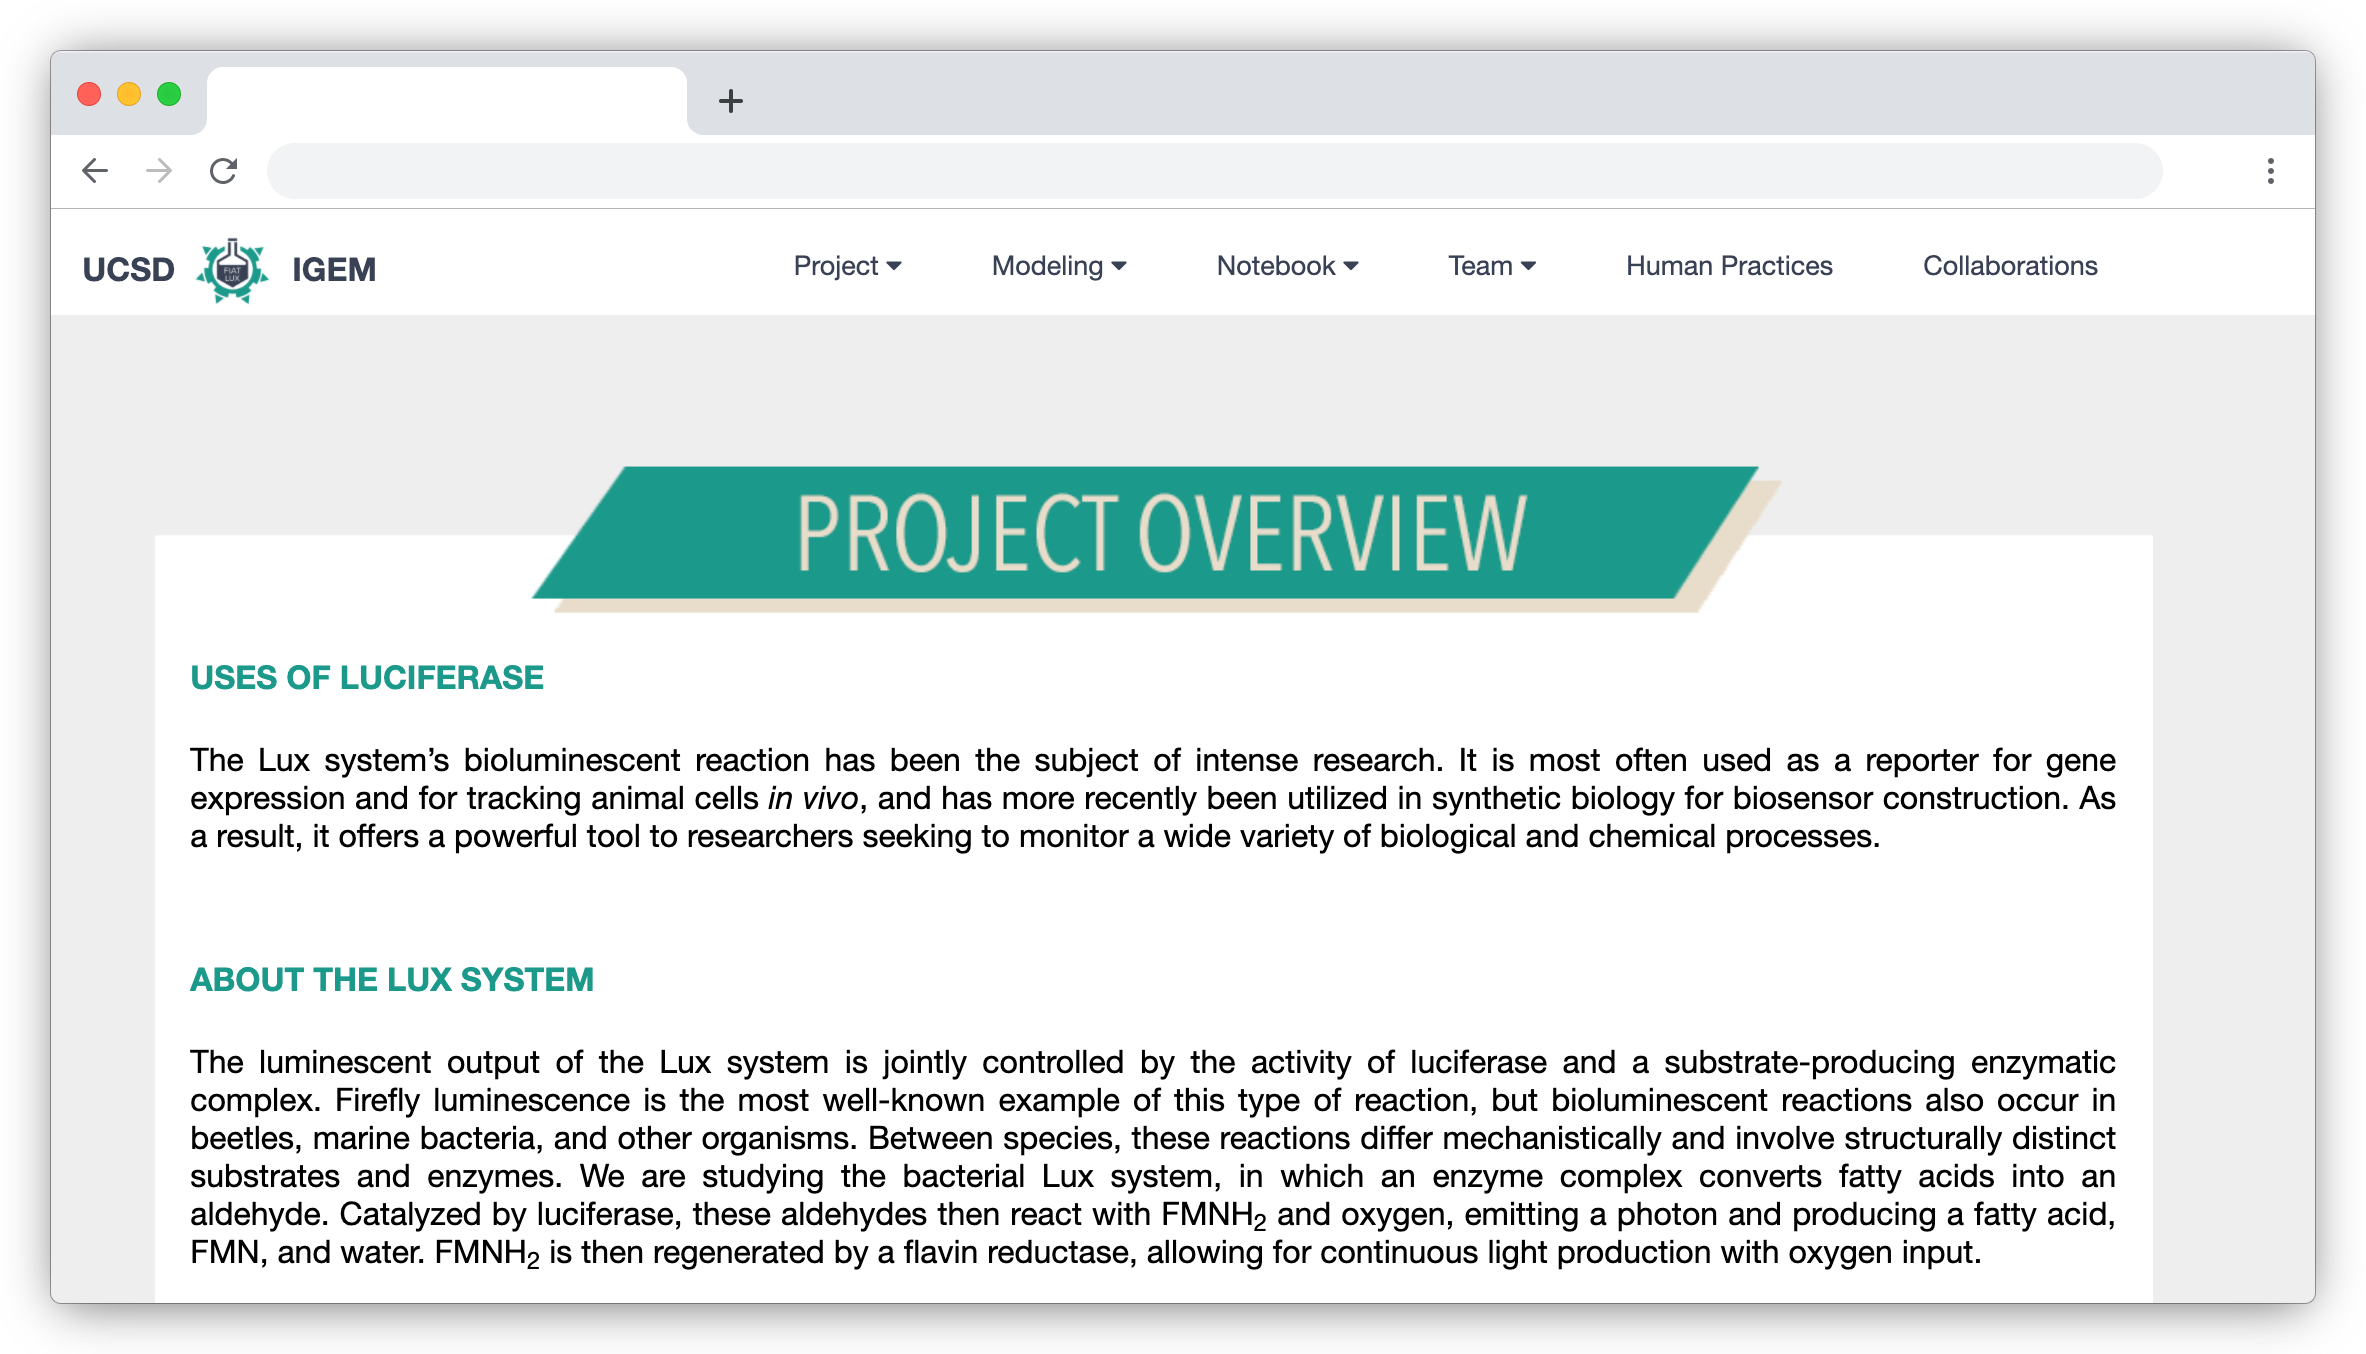 UCSD FIAT LUX IGEM Project Modeling Notebook Team Human Practices Collaborations
PROJECT OVERVIEW
USES OF LUCIFERASE
The Lux system’s bioluminescent reaction has been the subject of intense research. It is most often used as a reporter for gene
expression and for tracking animal cells in vivo, and has more recently been utilized in synthetic biology for biosensor construction. As
a result, it offers a powerful tool to researchers seeking to monitor a wide variety of biological and chemical processes.
ABOUT THE LUX SYSTEM
The luminescent output of the Lux system is jointly controlled by the activity of luciferase and a substrate-producing enzymatic
complex. Firefly luminescence is the most well-known example of this type of reaction, but bioluminescent reactions also occur in
beetles, marine bacteria, and other organisms. Between species, these reactions differ mechanistically and involve structurally distinct
substrates and enzymes. We are studying the bacterial Lux system, in which an enzyme complex converts fatty acids into an
aldehyde. Catalyzed by luciferase, these aldehydes then react with FMNH₂ and oxygen, emitting a photon and producing a fatty acid,
FMN, and water. FMNH₂ is then regenerated by a flavin reductase, allowing for continuous light production with oxygen input.